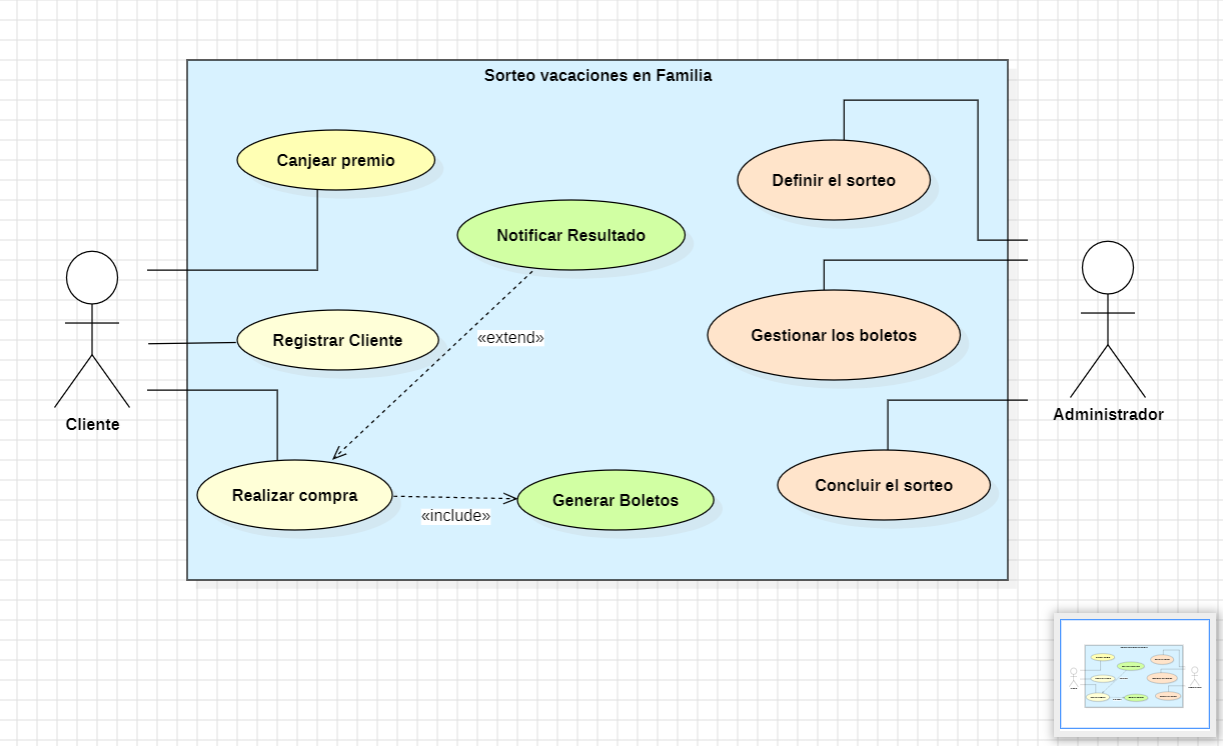 Sorteo vacaciones en Familia
Canjear premio
Definir el sorteo
Notificar Resultado
Registrar Cliente
«extend»
Gestionar los boletos
Cliente
Administrador
Realizar compra
«include»
Generar Boletos
Concluir el sorteo